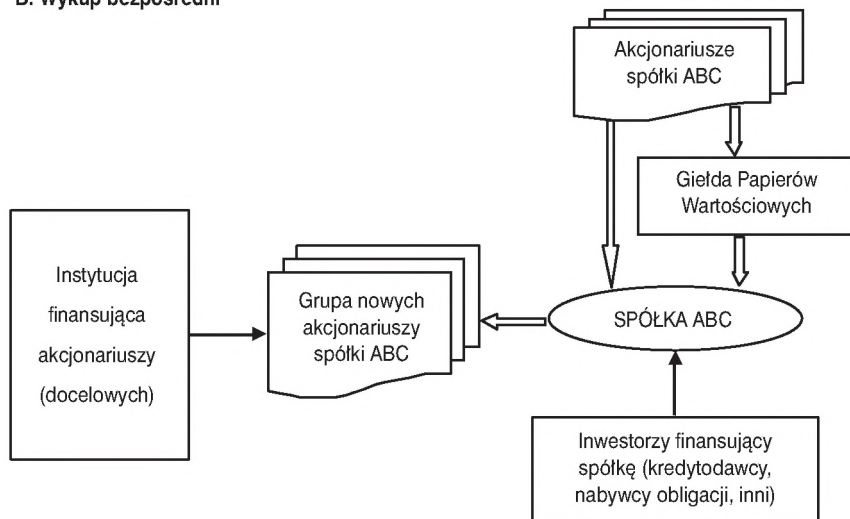 B. Wykup bezpośredni
Akcjonariusze
spółki ABC
Giełda Papierów
Wartościowych
Instytucja
finansująca
akcjonariuszy
(docelowych)
Grupa nowych
akcjonariuszy
spółki ABC
SPÓŁKA ABC
Inwestorzy finansujący
spółkę (kredytodawcy,
nabywcy obligacji, inni)